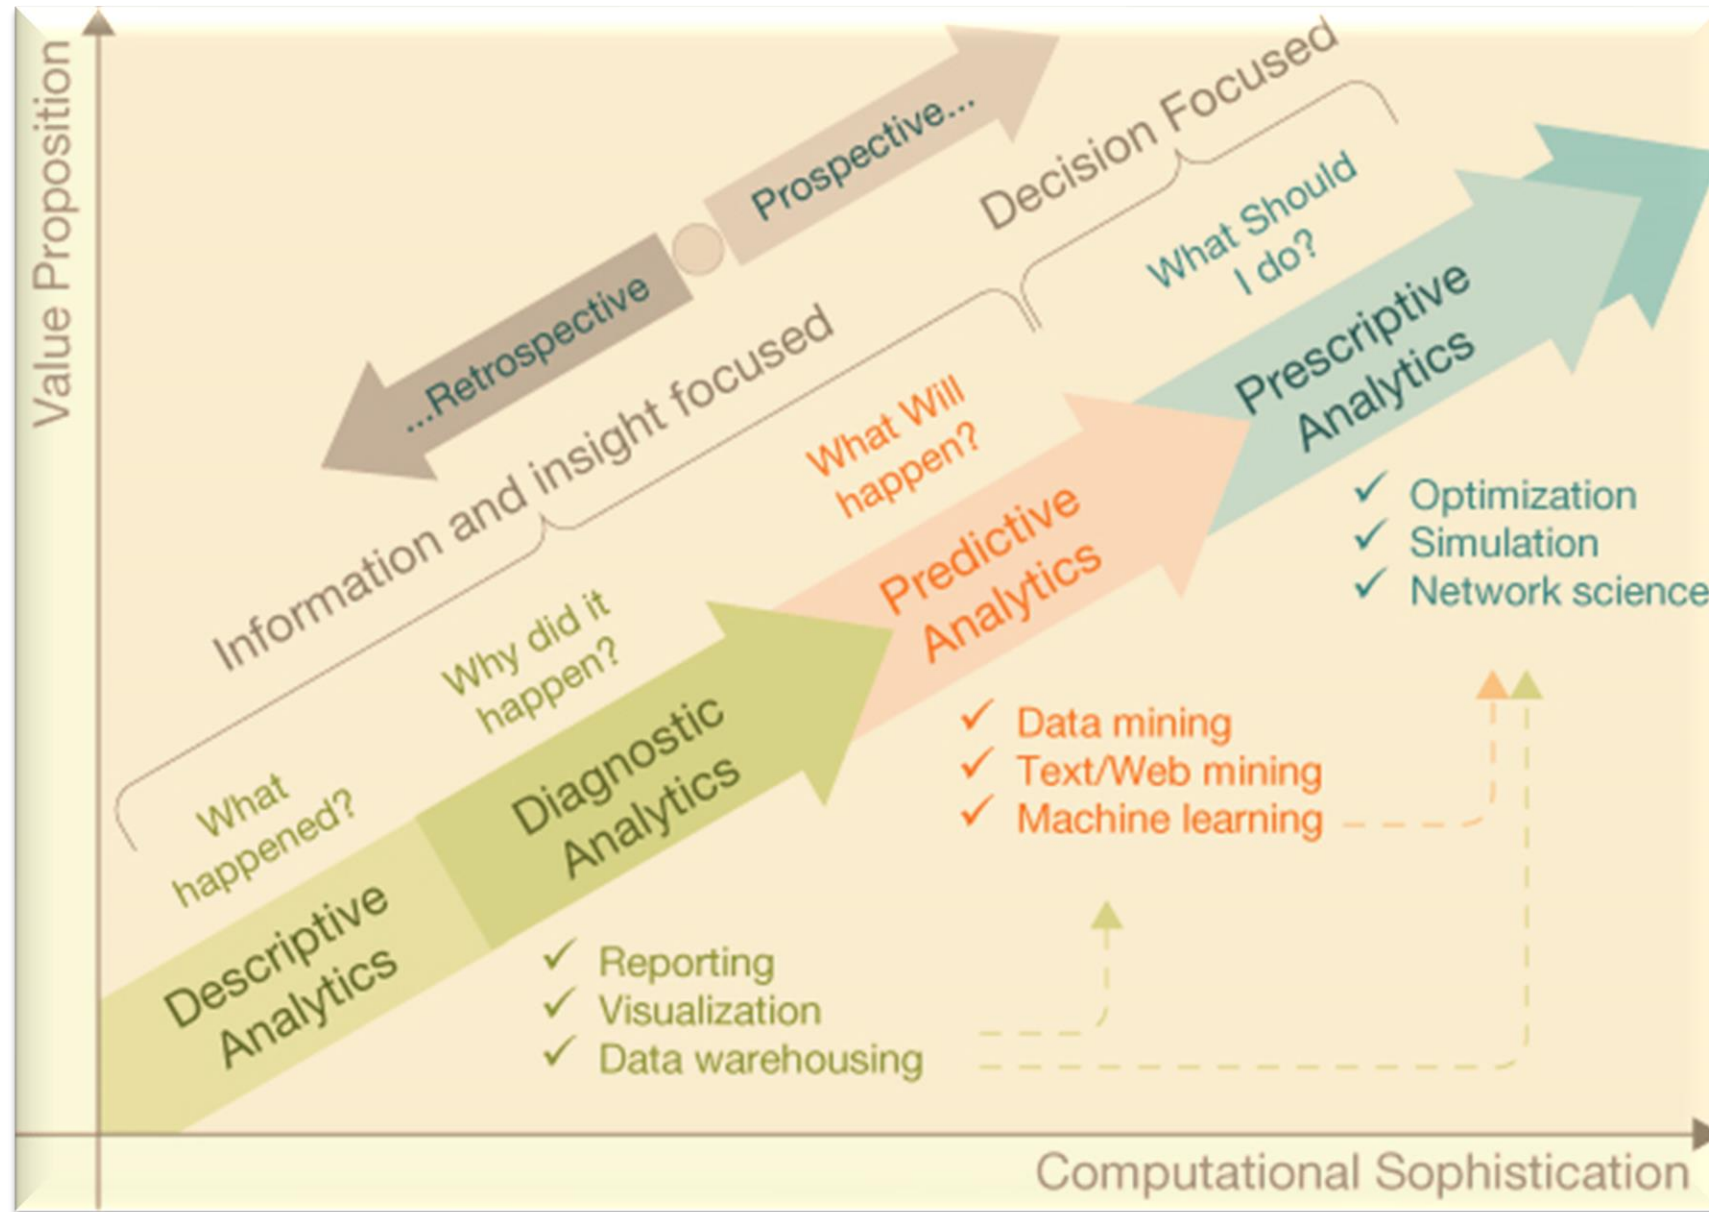 Value Proposition
Prospective...
...Retrospective
Decision Focused
Information and insight focused
What Should
I do?
What Will
happen?
Why did it
happen?
What
happened?
Prescriptive
Analytics
Predictive
Analytics
Diagnostic
Analytics
Descriptive
Analytics
✓ Optimization
✓ Simulation
✓ Network science
✓ Data mining
✓ Text/Web mining
✓ Machine learning
✓ Reporting
✓ Visualization
✓ Data warehousing
Computational Sophistication